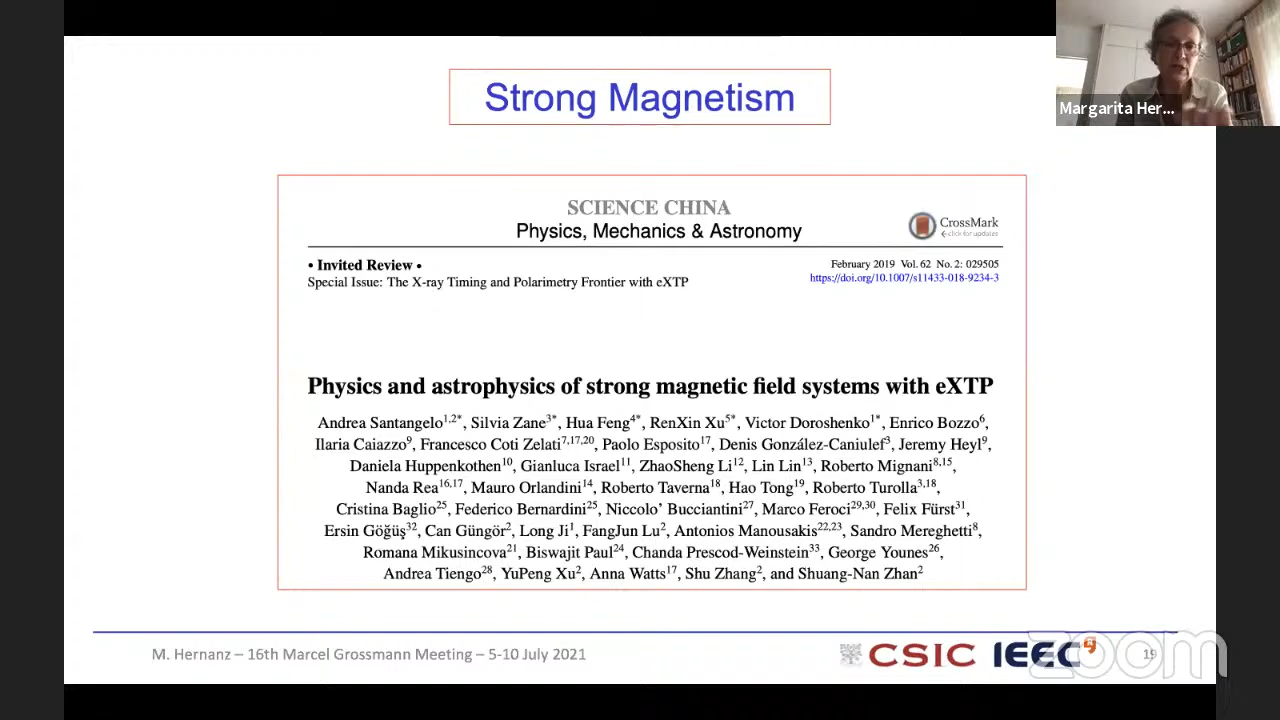 Strong Magnetism
Margarita Her...
SCIENCE CHINA
Physics, Mechanics & Astronomy
CrossMark
click for updates
• Invited Review •
February 2019 Vol. 62 No. 2: 029505
Special Issue: The X-ray Timing and Polarimetry Frontier with eXTP
https://doi.org/10.1007/s11433-018-9234-3
Physics and astrophysics of strong magnetic field systems with eXTP
Andrea Santangelo1,2*, Silvia Zane3*, Hua Feng4*, RenXin Xu5*, Victor Doroshenko1*, Enrico Bozzo6,
Ilaria Caiazzo9, Francesco Coti Zelati7,17,20, Paolo Esposito17, Denis González-Caniulef3, Jeremy Heyl9,
Daniela Huppenkothen10, Gianluca Israel11, ZhaoSheng Li12, Lin Lin13, Roberto Mignani8,15,
Nanda Rea16,17, Mauro Orlandini14, Roberto Taverna18, Hao Tong19, Roberto Turolla3,18,
Cristina Baglio25, Federico Bernardini25, Niccolo' Bucciantini27, Marco Feroci29,30, Felix Fürst31,
Ersin Göğüş32, Can Güngör2, Long Ji1, FangJun Lu2, Antonios Manousakis22,23, Sandro Mereghetti8,
Romana Mikusincova21, Biswajit Paul24, Chanda Prescod-Weinstein33, George Younes26,
Andrea Tiengo28, YuPeng Xu2, Anna Watts17, Shu Zhang2, and Shuang-Nan Zhan2
M. Hernanz – 16th Marcel Grossmann Meeting – 5-10 July 2021
CSIC IEEC
19
zoom